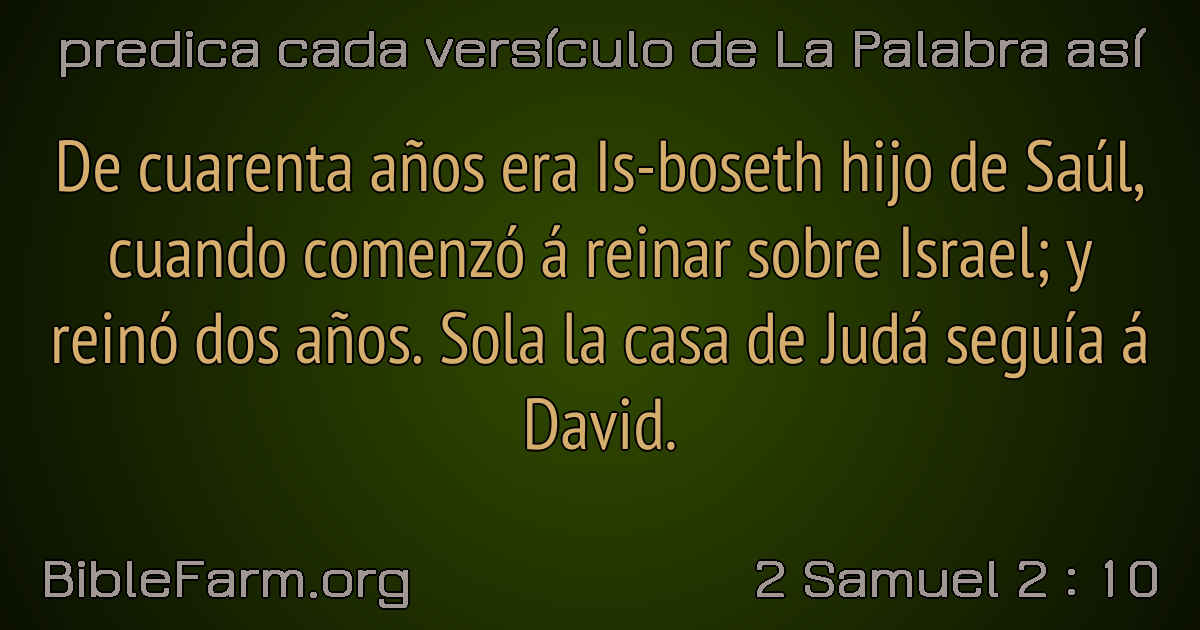 predica cada versículo de La Palabra así
De cuarenta años era Is-boseth hijo de Saúl,
cuando comenzó á reinar sobre Israel; y
reinó dos años. Sola la casa de Judá seguía á
David.
BibleFarm.org
2 Samuel 2 : 10